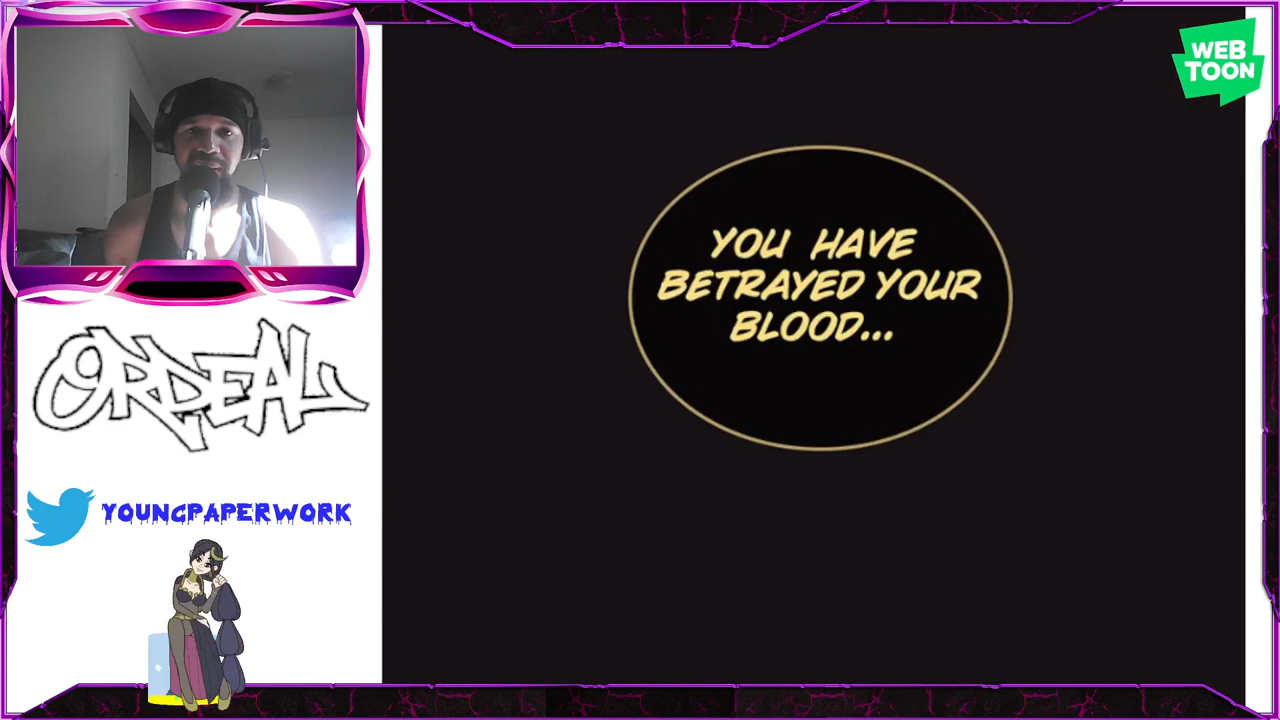 WEB
TOON
YOU HAVE
BETRAYED YOUR
BLOOD...
ORDEAL
YOUNGPAPERWORK